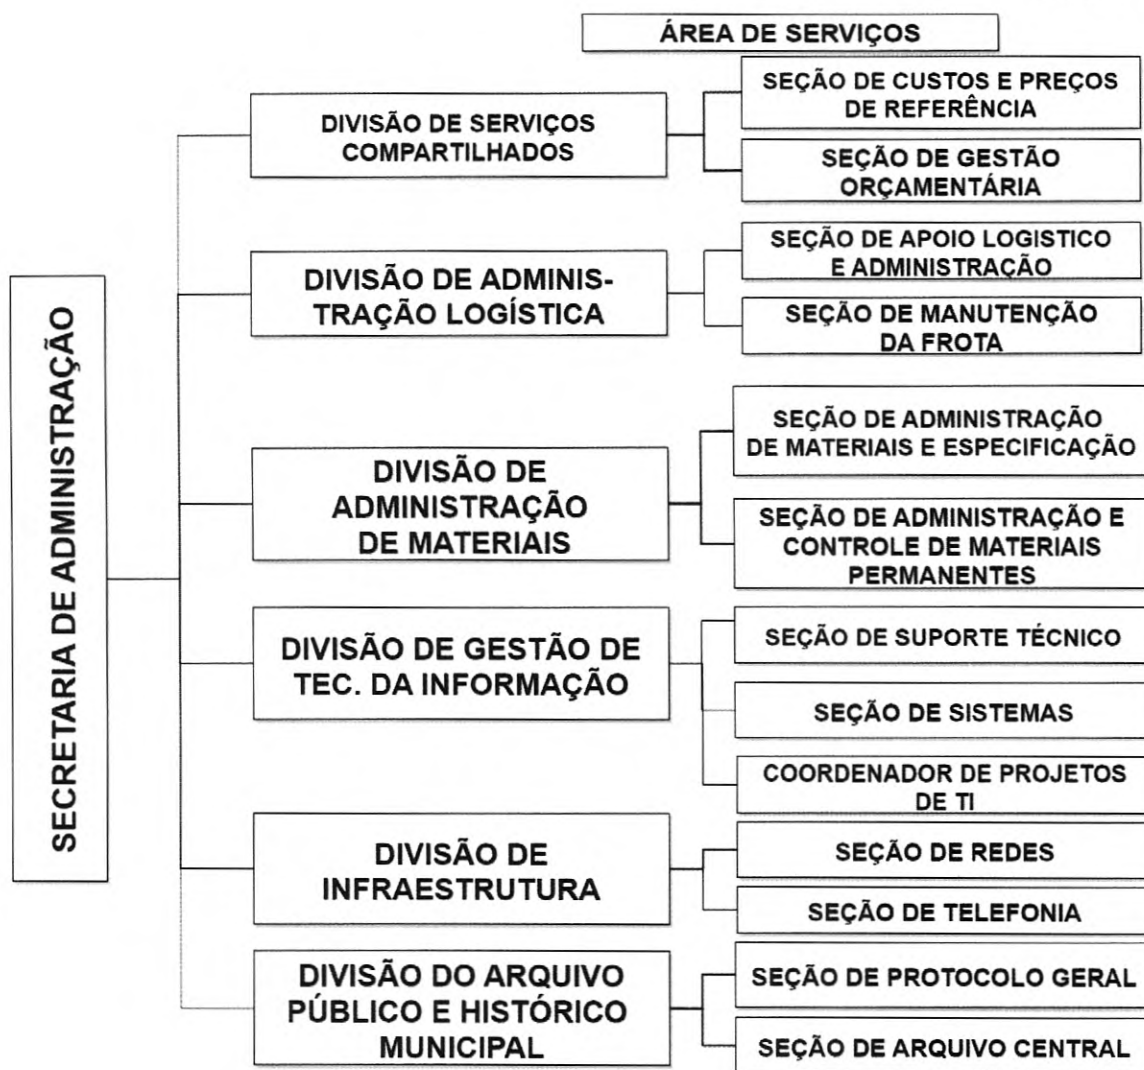 ÁREA DE SERVIÇOS
SECRETARIA DE ADMINISTRAÇÃO
DIVISÃO DE SERVIÇOS
COMPARTILHADOS
SEÇÃO DE CUSTOS E PREÇOS
DE REFERÊNCIA
SEÇÃO DE GESTÃO
ORÇAMENTÁRIA
DIVISÃO DE ADMINIS-
TRAÇÃO LOGÍSTICA
SEÇÃO DE APOIO LOGISTICO
E ADMINISTRAÇÃO
SEÇÃO DE MANUTENÇÃO
DA FROTA
DIVISÃO DE
ADMINISTRAÇÃO
DE MATERIAIS
SEÇÃO DE ADMINISTRAÇÃO
DE MATERIAIS E ESPECIFICAÇÃO
SEÇÃO DE ADMINISTRAÇÃO E
CONTROLE DE MATERIAIS
PERMANENTES
DIVISÃO DE GESTÃO DE
TEC. DA INFORMAÇÃO
SEÇÃO DE SUPORTE TÉCNICO
SEÇÃO DE SISTEMAS
COORDENADOR DE PROJETOS
DE TI
DIVISÃO DE
INFRAESTRUTURA
SEÇÃO DE REDES
SEÇÃO DE TELEFONIA
DIVISÃO DO ARQUIVO
PÚBLICO E HISTÓRICO
MUNICIPAL
SEÇÃO DE PROTOCOLO GERAL
SEÇÃO DE ARQUIVO CENTRAL